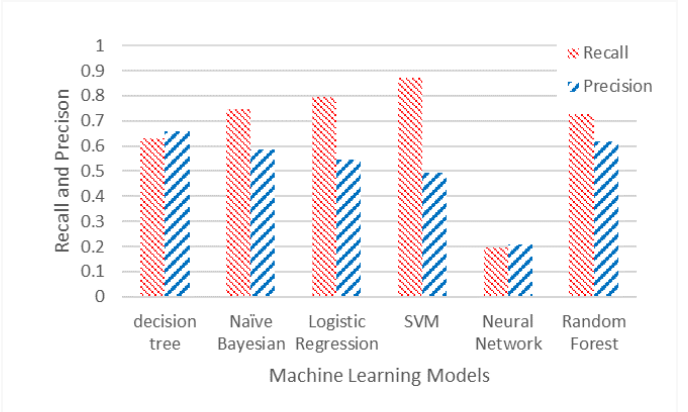 Recall and Precison
1
0.9
0.8
0.7
0.6
0.5
0.4
0.3
0.2
0.1
0
Recall
Precision
decision
tree
Naïve
Bayesian
Logistic
Regression
SVM
Neural
Network
Random
Forest
Machine Learning Models